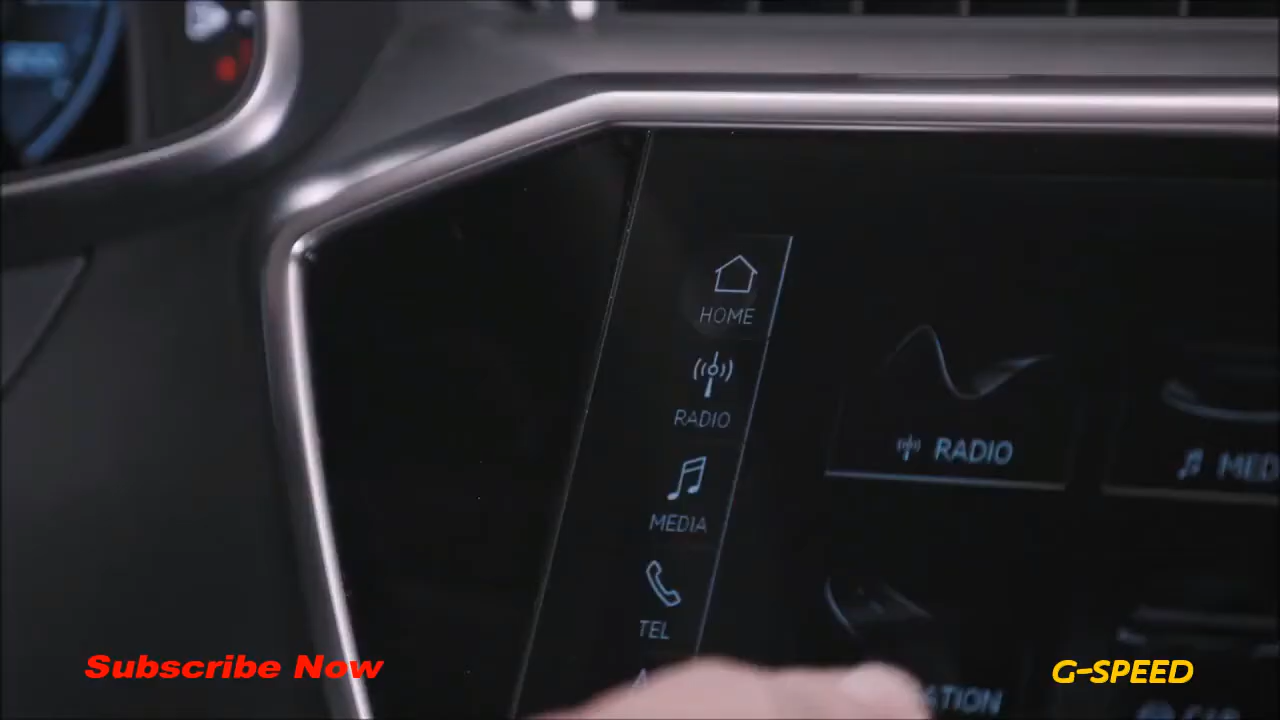 HOME
RADIO
MEDIA
TEL
RADIO
Subscribe Now
G-SPEED